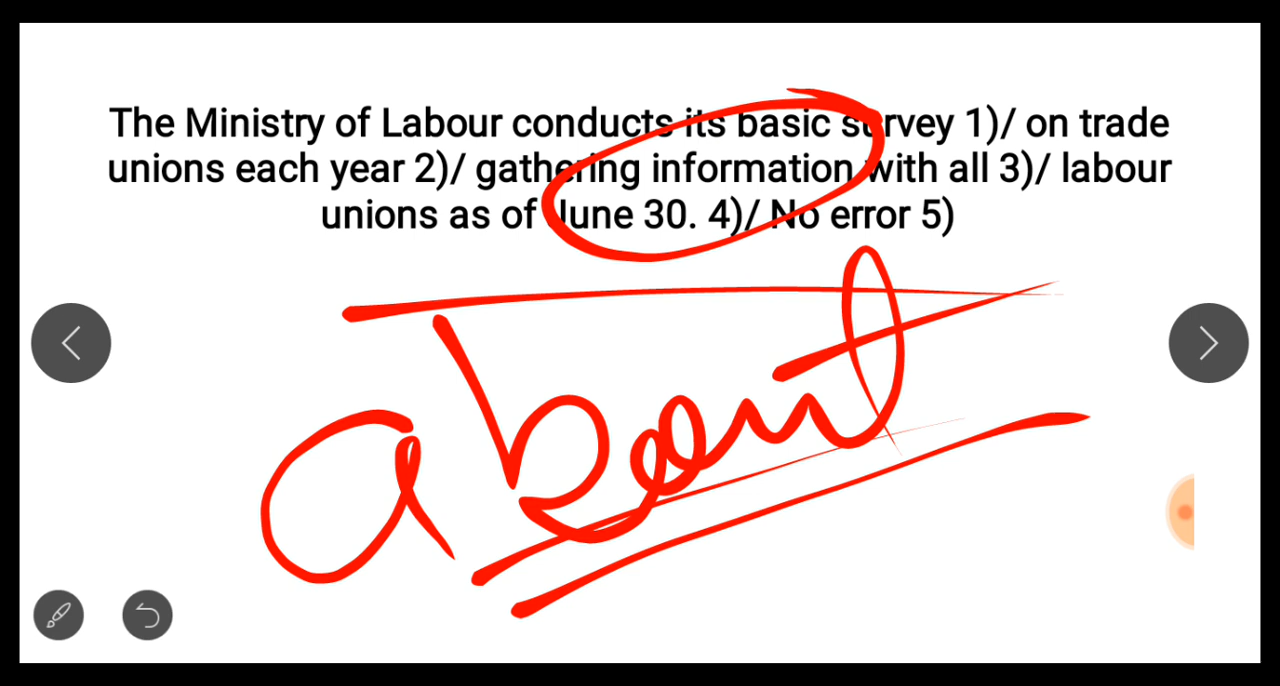 The Ministry of Labour conducts its basic survey 1)/ on trade
unions each year 2)/ gathering information with all 3)/ labour
unions as of June 30. 4)/ No error 5)
about